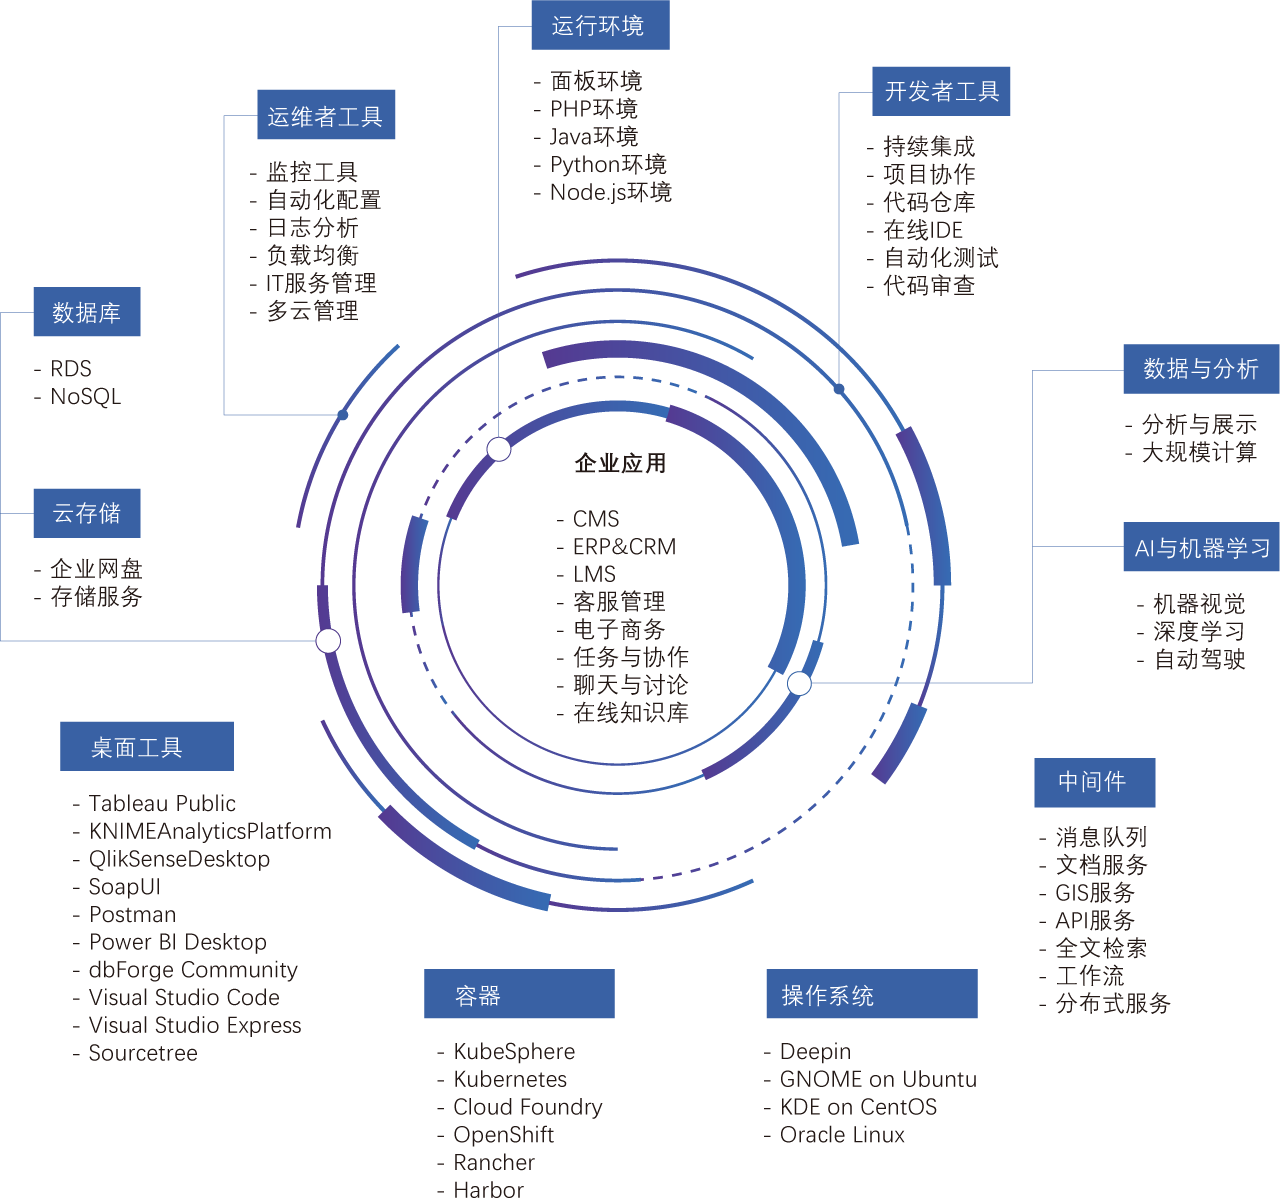 运行环境
- 面板环境
- PHP环境
- Java环境
- Python环境
- Node.js环境
开发者工具
- 持续集成
- 项目协作
- 代码仓库
- 在线IDE
- 自动化测试
- 代码审查
运维者工具
- 监控工具
- 自动化配置
- 日志分析
- 负载均衡
- IT服务管理
- 多云管理
数据库
- RDS
- NoSQL
数据与分析
- 分析与展示
- 大规模计算
企业应用
- CMS
- ERP&CRM
- LMS
- 客服管理
- 电子商务
- 任务与协作
- 聊天与讨论
- 在线知识库
云存储
- 企业网盘
- 存储服务
AI与机器学习
- 机器视觉
- 深度学习
- 自动驾驶
桌面工具
- Tableau Public
- KNIMEAnalyticsPlatform
- QlikSenseDesktop
- SoapUI
- Postman
- Power BI Desktop
- dbForge Community
- Visual Studio Code
- Visual Studio Express
- Sourcetree
中间件
- 消息队列
- 文档服务
- GIS服务
- API服务
- 全文检索
- 工作流
- 分布式服务
容器
- KubeSphere
- Kubernetes
- Cloud Foundry
- OpenShift
- Rancher
- Harbor
操作系统
- Deepin
- GNOME on Ubuntu
- KDE on CentOS
- Oracle Linux